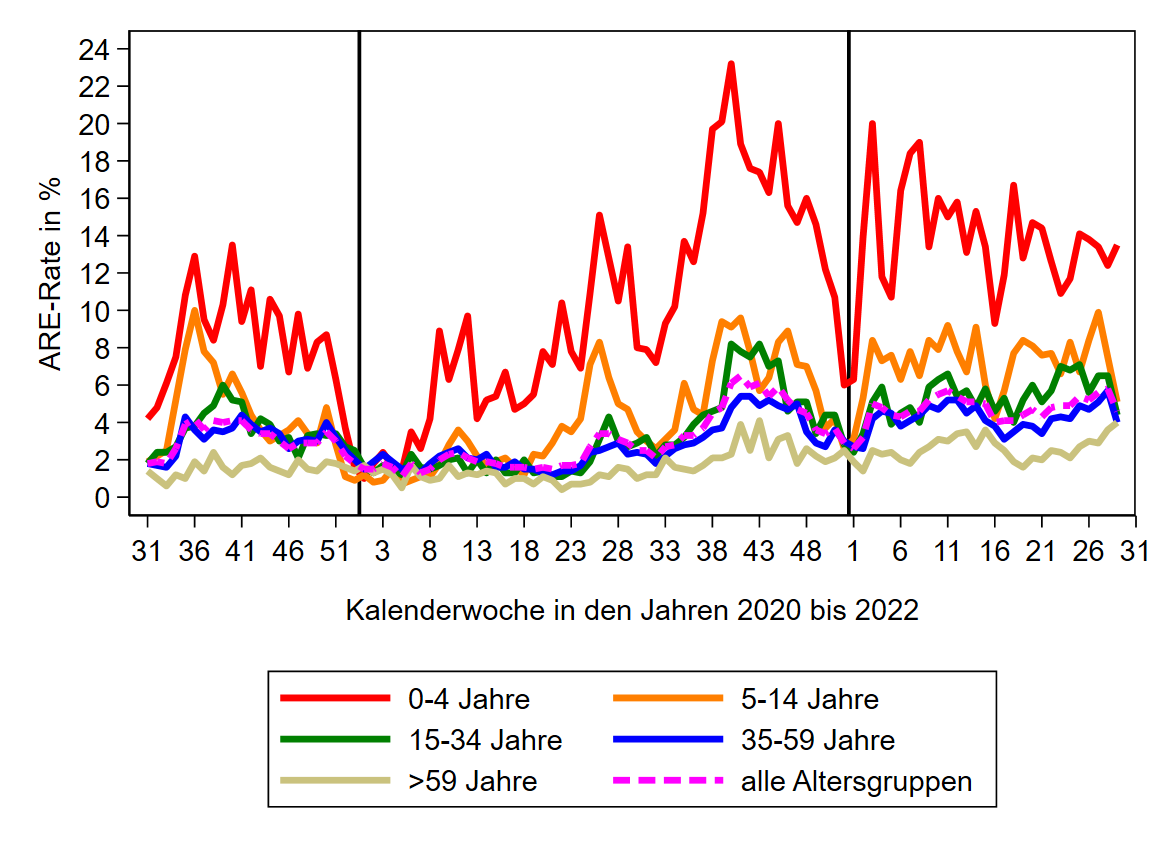 24
22
20
18
16
14
12
10
8
6
4
2
0
ARE-Rate in %
31 36 41 46 51 3 8 13 18 23 28 33 38 43 48 1 6 11 16 21 26 31
Kalenderwoche in den Jahren 2020 bis 2022
0-4 Jahre 5-14 Jahre
15-34 Jahre 35-59 Jahre
>59 Jahre alle Altersgruppen